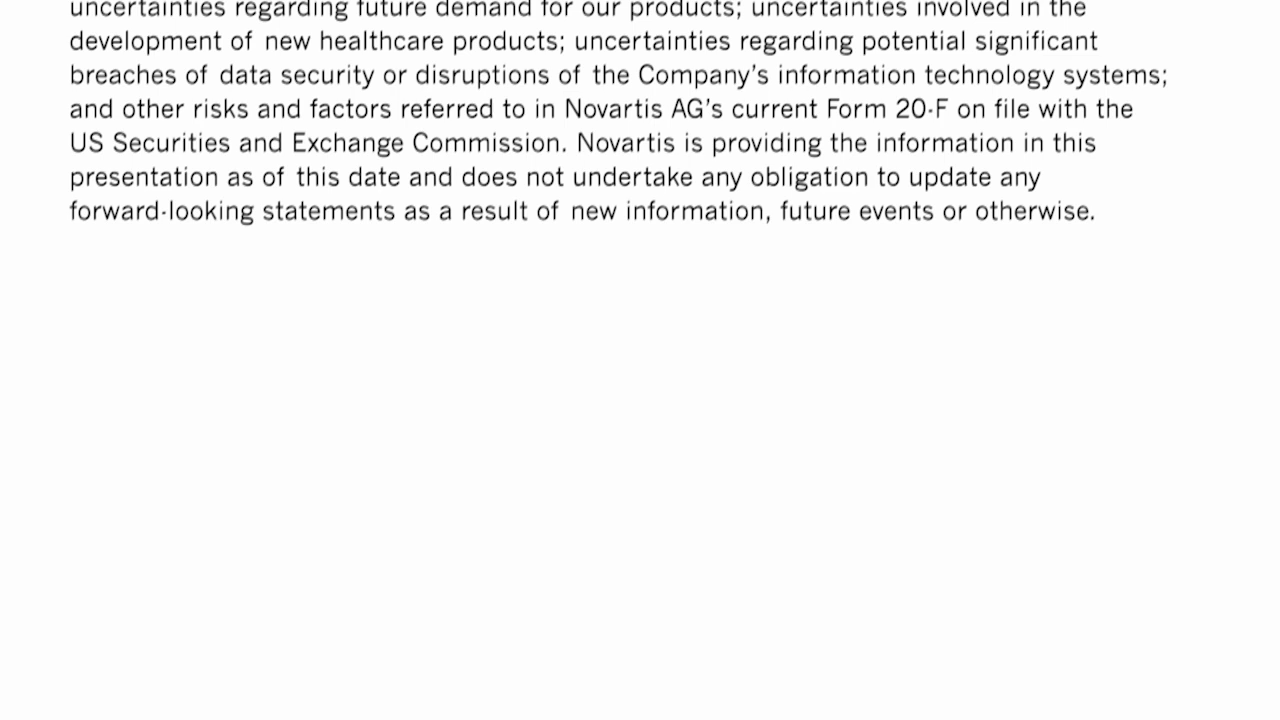 uncertainties regarding future demand for our products; uncertainties involved in the
development of new healthcare products; uncertainties regarding potential significant
breaches of data security or disruptions of the Company’s information technology systems;
and other risks and factors referred to in Novartis AG’s current Form 20-F on file with the
US Securities and Exchange Commission. Novartis is providing the information in this
presentation as of this date and does not undertake any obligation to update any
forward-looking statements as a result of new information, future events or otherwise.